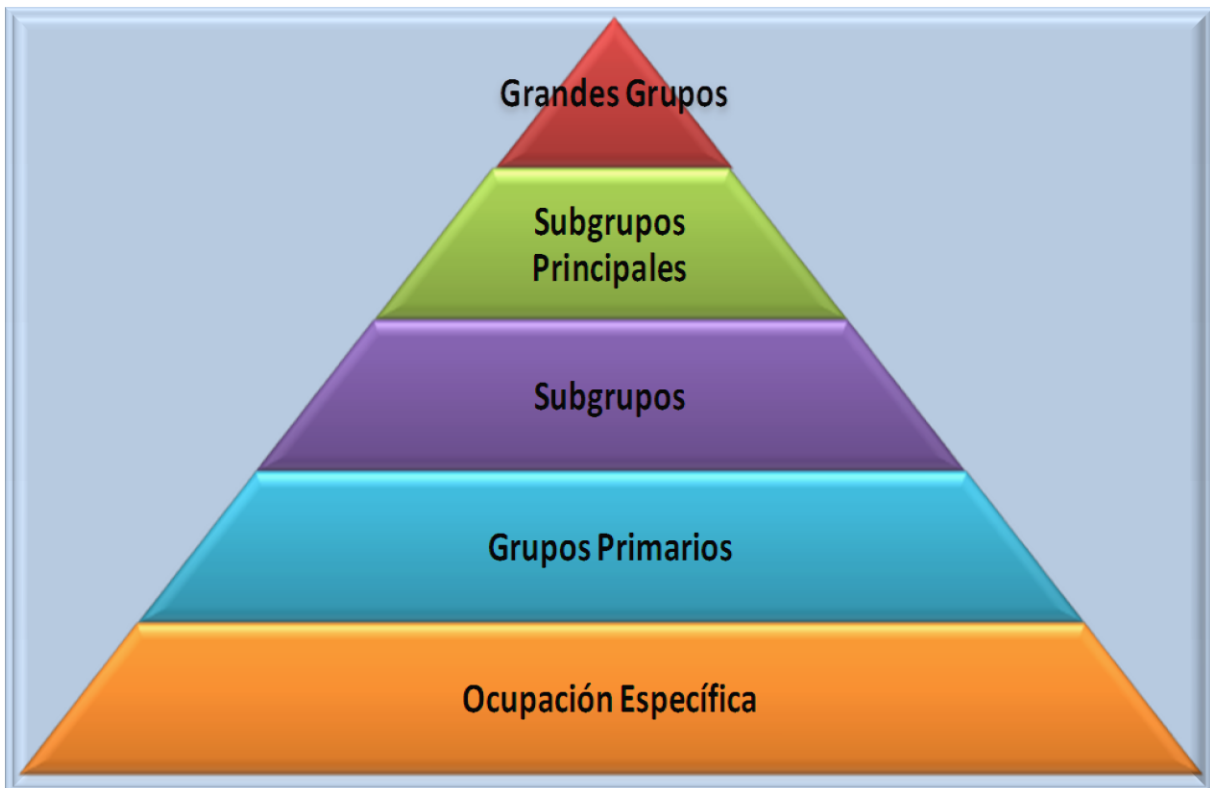 Grandes Grupos
Subgrupos
Principales
Subgrupos
Grupos Primarios
Ocupación Específica